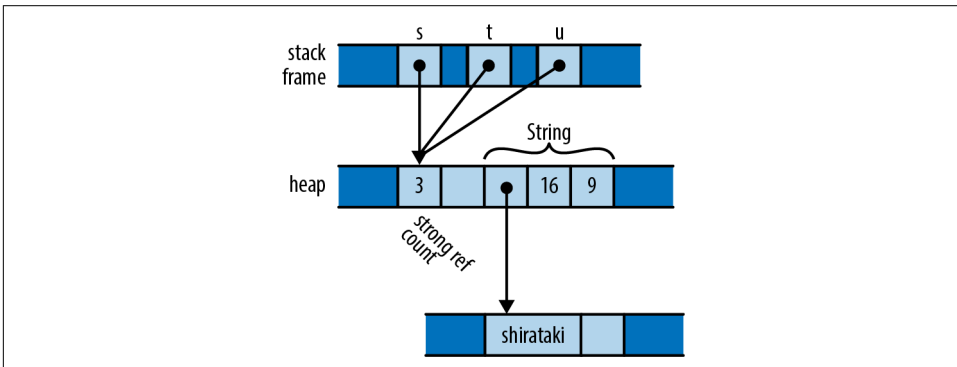 s t u
stack
frame
String
heap 3 16 9
strong ref
count
shirataki